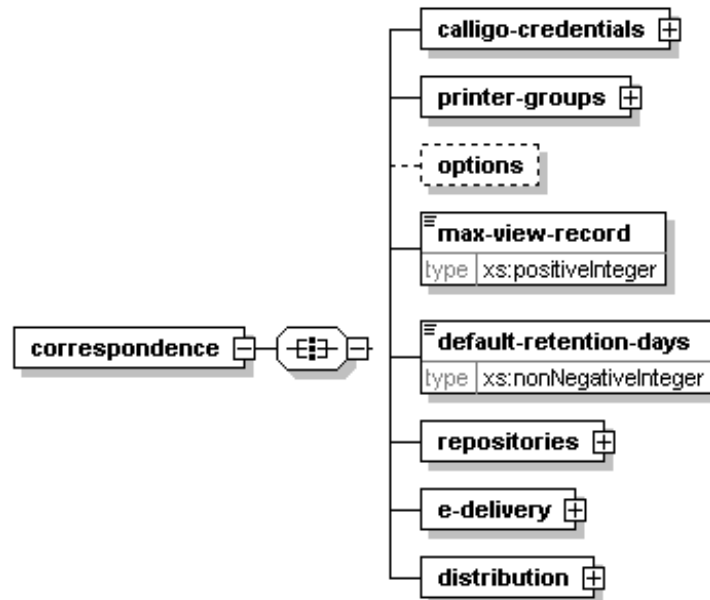 calligo-credentials
printer-groups
options
max-view-record
type xs:positiveInteger
correspondence
default-retention-days
type xs:nonNegativeInteger
repositories
e-delivery
distribution